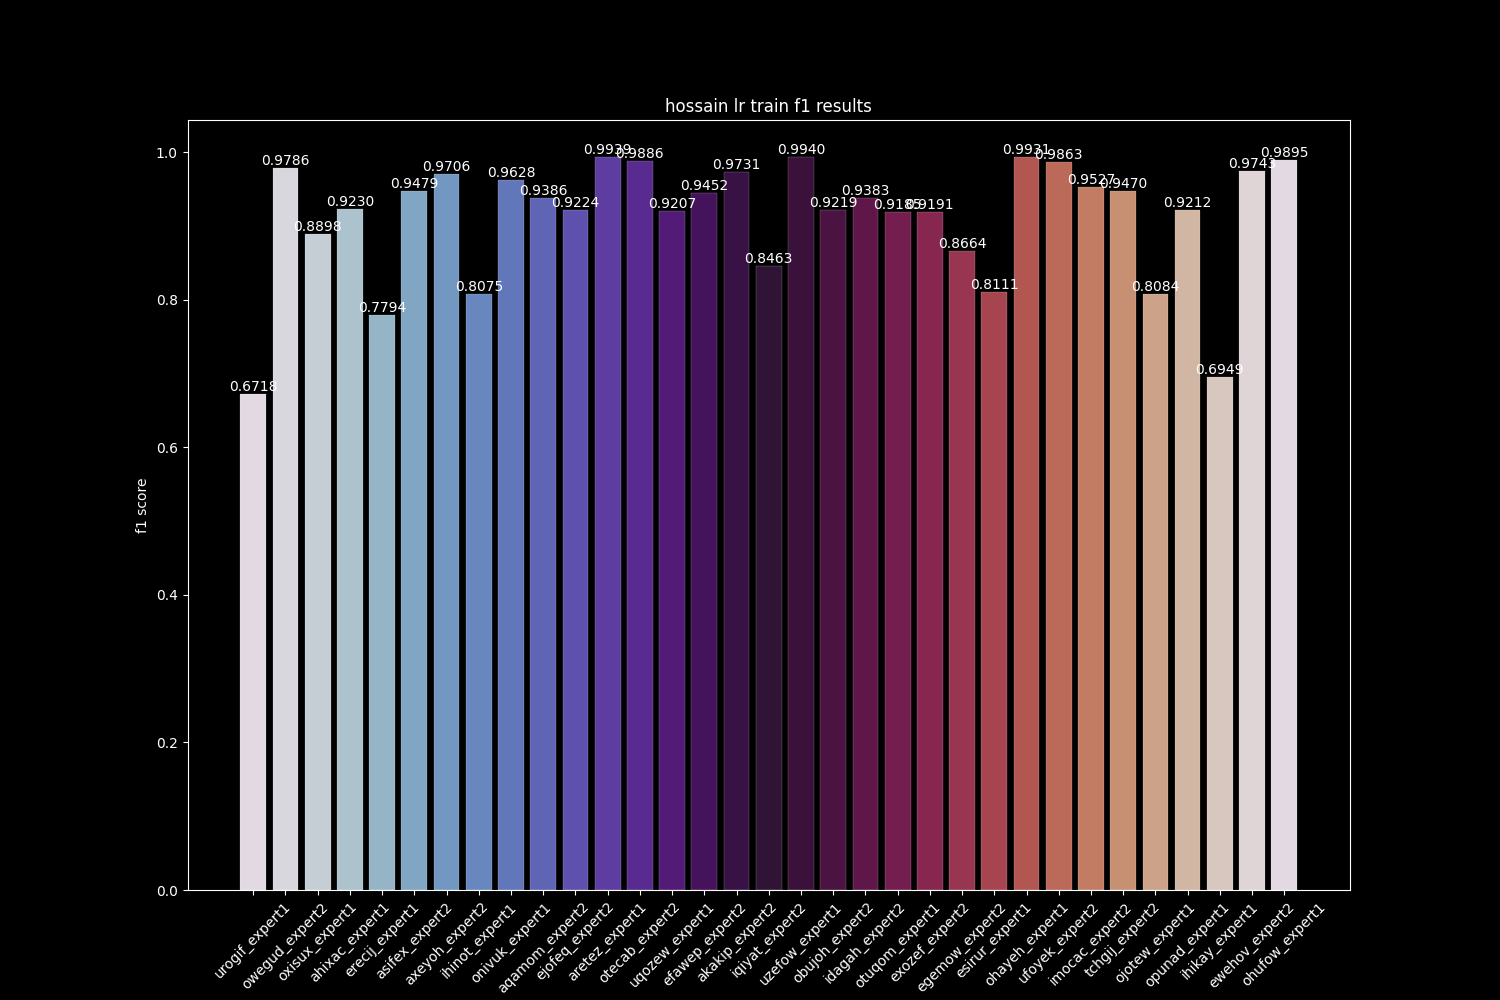 hossain lr train f1 results
f1 score
1.0
0.8
0.6
0.4
0.2
0.0
0.6718
0.9786
0.8898
0.9230
0.7794
0.9479
0.9706
0.8075
0.9628
0.9386
0.9224
0.9939
0.9886
0.9207
0.9452
0.9731
0.8463
0.9940
0.9219
0.9383
0.9185
0.9191
0.8664
0.8111
0.9931
0.9863
0.9527
0.9470
0.8084
0.9212
0.6949
0.9743
0.9895
urogif_expert1
owegud_expert2
oxisux_expert1
ahixac_expert1
erecij_expert1
asifex_expert2
axeyoh_expert2
ihinot_expert1
onivuk_expert1
aqamom_expert2
ejofeq_expert2
aretez_expert1
otecab_expert2
uqozew_expert1
efawep_expert2
akakip_expert2
iqjyat_expert2
uzefow_expert1
obujoh_expert2
idagah_expert2
otuqom_expert1
exozef_expert2
egemow_expert2
esirur_expert1
ohayeh_expert1
ufoyek_expert2
imocac_expert2
tchgij_expert2
ojotew_expert1
opunad_expert1
ihikay_expert1
ewehov_expert2
ohufow_expert1